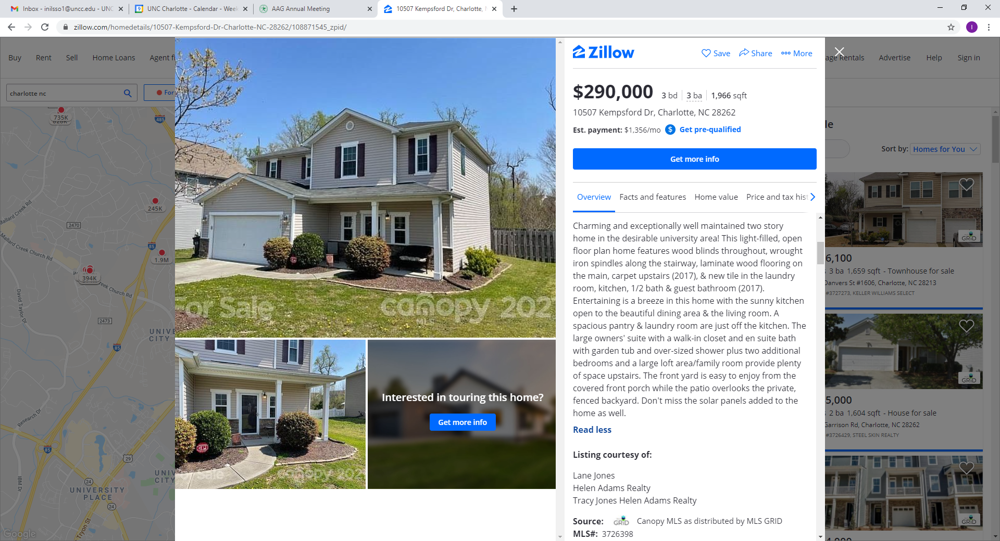 Inbox - inilsso1@uncc.edu - UNC
UNC Charlotte - Calendar - Week
AAG Annual Meeting
10507 Kempsford Dr, Charlotte,
zillow.com/homedetails/10507-Kempsford-Dr-Charlotte-NC-28262/108871545_zpid/
I
Buy
Rent
Sell
Home Loans
Agent fi
age Rentals
Advertise
Help
Sign in
charlotte nc
For
735K
485
245K
Mallard Creek Rd
2470
Mallard Creek Church Rd
85
1.9M
394K
reek Church Rd
David Taylor Dr
2473
UNIVE
CITY
85
Research Dr
85
29
IBM Dr
24
UNIV
CITY
UNIVERSITY
PLACE
24
Tryon St
Google
or Sale
canopy 202
MLS
CPI
or Sale
canopy 202
Interested in touring this home?
Get more info
Zillow
Save
Share
More
$290,000
3 bd
3 ba
1,966 sqft
10507 Kempsford Dr, Charlotte, NC 28262
Est. payment: $1,356/mo
$
Get pre-qualified
Get more info
Overview
Facts and features
Home value
Price and tax hist
Charming and exceptionally well maintained two story
home in the desirable university area! This light-filled, open
floor plan home features wood blinds throughout, wrought
iron spindles along the stairway, laminate wood flooring on
the main, carpet upstairs (2017), & new tile in the laundry
room, kitchen, 1/2 bath & guest bathroom (2017).
Entertaining is a breeze in this home with the sunny kitchen
open to the beautiful dining area & the living room. A
spacious pantry & laundry room are just off the kitchen. The
large owners' suite with a walk-in closet and en suite bath
with garden tub and over-sized shower plus two additional
bedrooms and a large loft area/family room provide plenty
of space upstairs. The front yard is easy to enjoy from the
covered front porch while the patio overlooks the private,
fenced backyard. Don't miss the solar panels added to the
home as well.
Read less
Listing courtesy of:
Lane Jones
Helen Adams Realty
Tracy Jones Helen Adams Realty
Source:
GRID
Canopy MLS as distributed by MLS GRID
MLS#: 3726398
le
Sort by: Homes for You
GRID
6,100
3 ba 1,659 sqft - Townhouse for sale
Danvers St #1606, Charlotte, NC 28213
#3727273, KELLER WILLIAMS SELECT
GRID
5,000
2 ba 1,604 sqft - House for sale
Garrison Rd, Charlotte, NC 28262
#3726429, STEEL SKIN REALTY
GRID